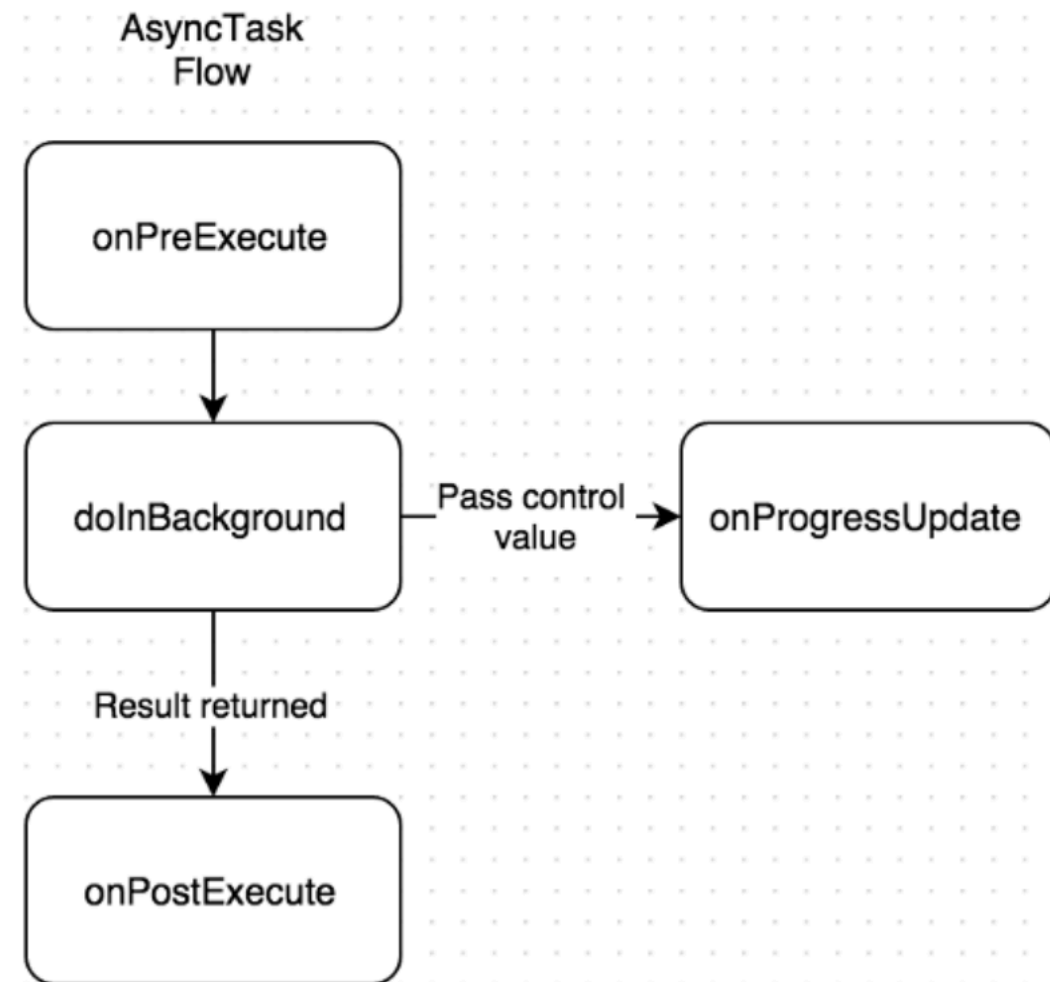 AsyncTask
Flow
onPreExecute
doInBackground
Pass control
value
onProgressUpdate
Result returned
onPostExecute